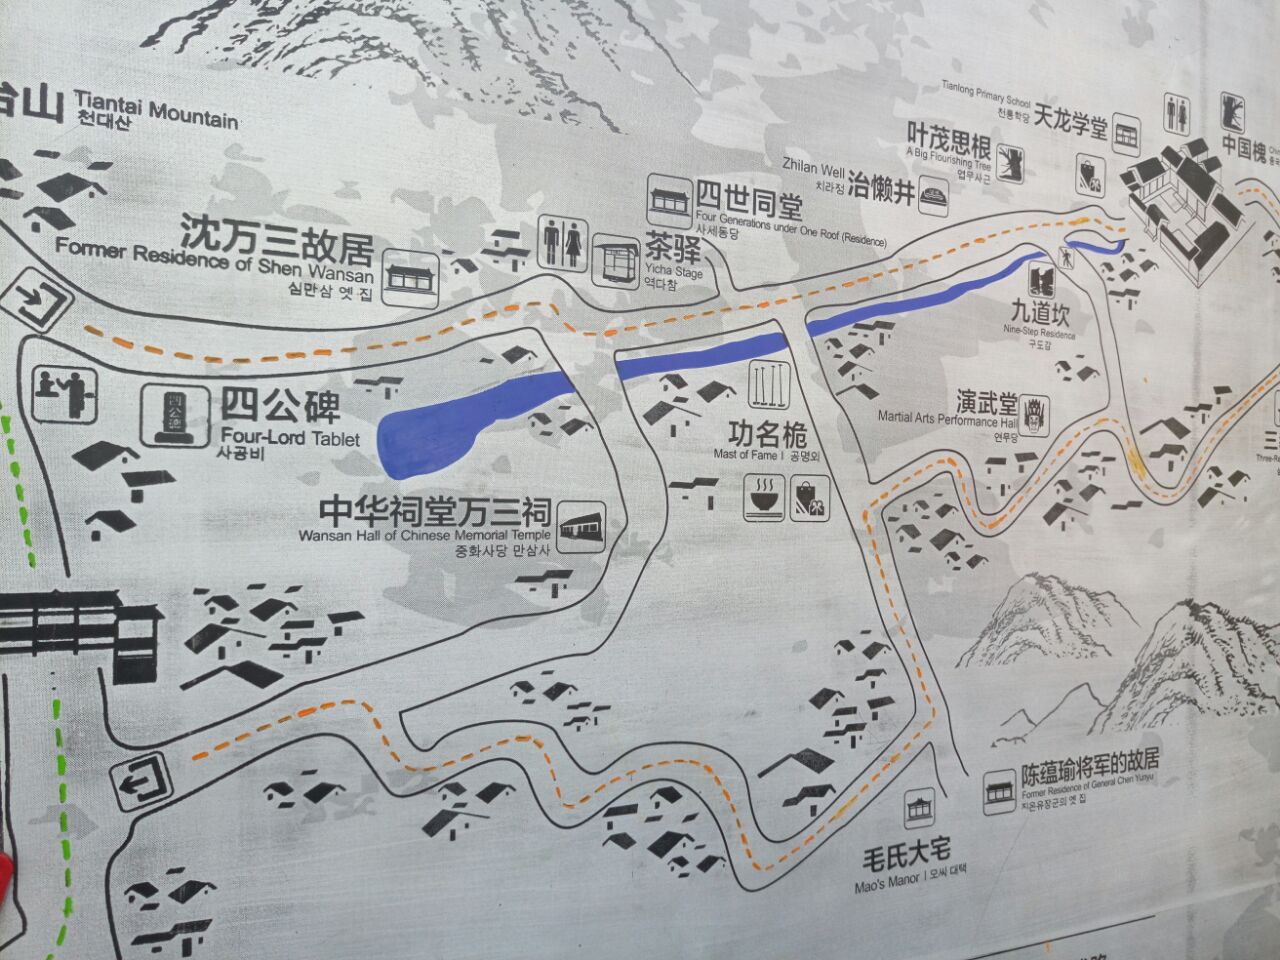 台山 Tiantai Mountain
천대산
沈万三故居
Former Residence of Shen Wansan
심만삼 옛 집
四世同堂
Four Generations under One Roof (Residence)
사세동당
茶驿
Yicha Stage
역다참
Zhilan Well 治懒井
치라정
叶茂思根
A Big Flourishing Tree
엽무사근
Tianlong Primary School 天龙学堂
천룡학당
中国槐
九道坎
Nine-Step Residence
구도감
四公碑
Four-Lord Tablet
사공비
功名桅
Mast of Fame | 공명외
演武堂
Martial Arts Performance Hall
연무당
中华祠堂万三祠
Wansan Hall of Chinese Memorial Temple
중화사당 만삼사
陈蕴瑜将军的故居
Former Residence of General Chen Yunyu
毛氏大宅
Mao's Manor | 모씨 대택